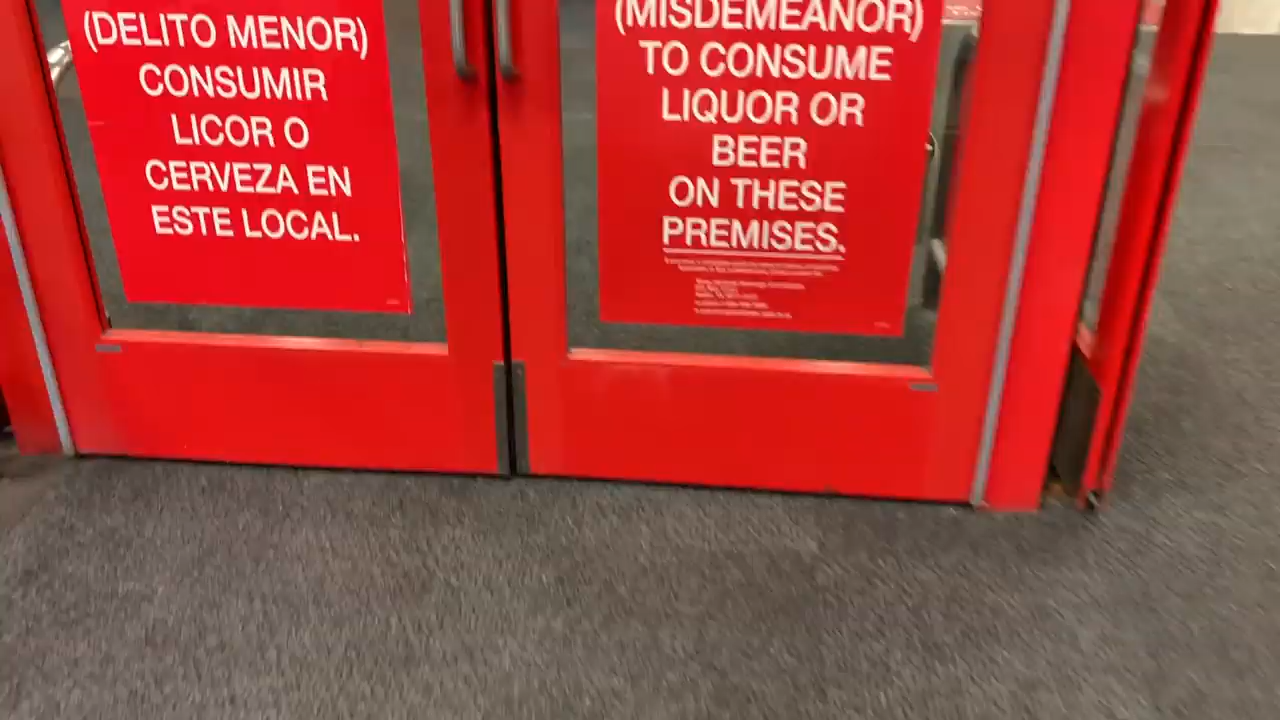 (DELITO MENOR)
CONSUMIR
LICOR O
CERVEZA EN
ESTE LOCAL.
(MISDEMEANOR)
TO CONSUME
LIQUOR OR
BEER
ON THESE
PREMISES.